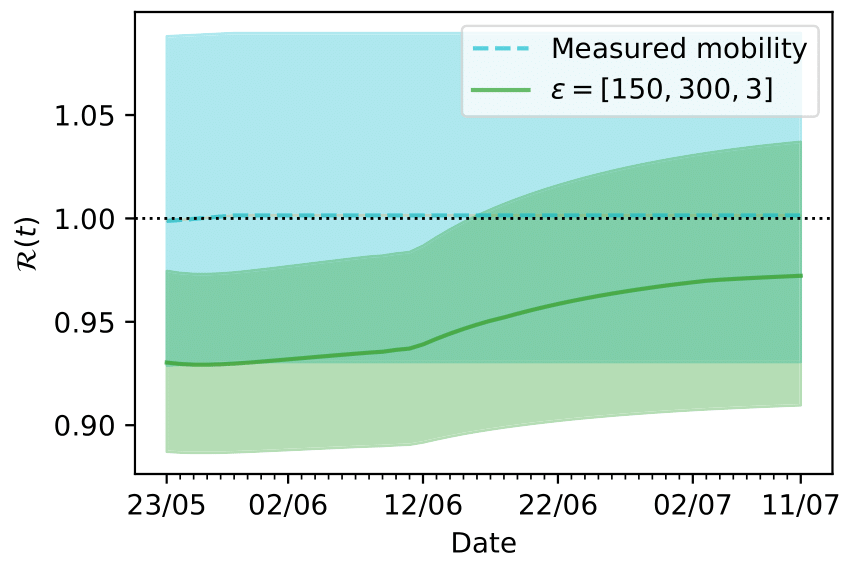 Measured mobility
ε = [150, 300, 3]
1.05
1.00
0.95
0.90
ℛ(t)
23/05 02/06 12/06 22/06 02/07 11/07
Date